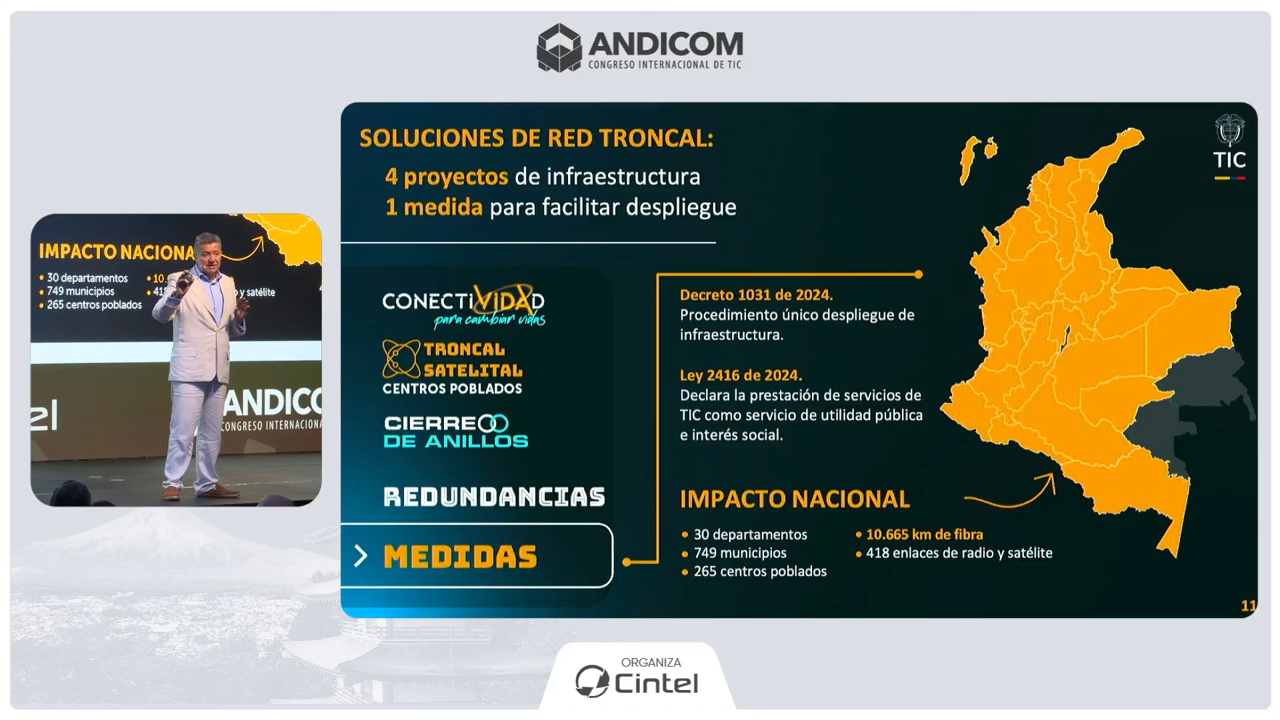 ANDICOM
CONGRESO INTERNACIONAL DE TIC
SOLUCIONES DE RED TRONCAL:
4 proyectos de infraestructura
1 medida para facilitar despliegue
TIC
CONECTIVIDAD
para cambiar vidas
TRONCAL
SATELITAL
CENTROS POBLADOS
CIERRE
DE ANILLOS
REDUNDANCIAS
MEDIDAS
Decreto 1031 de 2024.
Procedimiento único despliegue de
infraestructura.
Ley 2416 de 2024.
Declara la prestación de servicios de
TIC como servicio de utilidad pública
e interés social.
IMPACTO NACIONAL
• 30 departamentos
• 749 municipios
• 265 centros poblados
• 10.665 km de fibra
• 418 enlaces de radio y satélite
11
IMPACTO NACIONA
• 30 departamentos
• 749 municipios
• 265 centros poblados
• 10.
• 418
y satélite
el
ANDICO
CONGRESO INTERNACIONA
ORGANIZA
Cintel